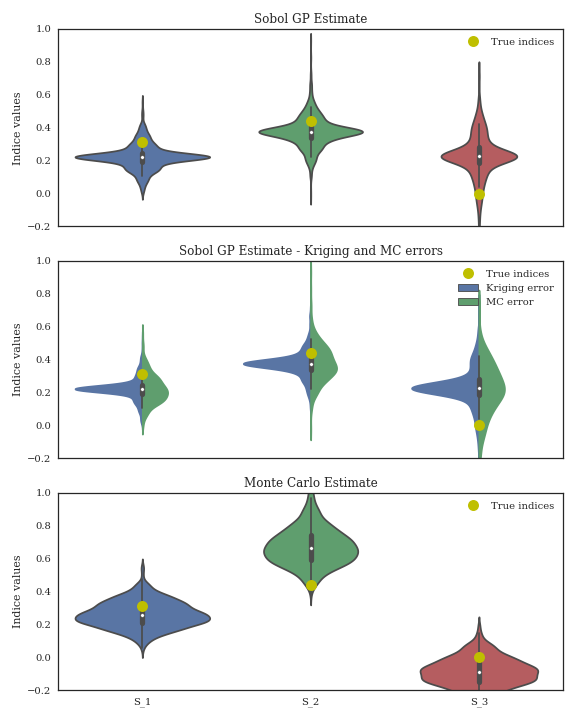 Sobol GP Estimate
1.0
0.8
0.6
0.4
0.2
0.0
−0.2
Indice values
True indices
Sobol GP Estimate - Kriging and MC errors
1.0
0.8
0.6
0.4
0.2
0.0
−0.2
Indice values
True indices
Kriging error
MC error
Monte Carlo Estimate
1.0
0.8
0.6
0.4
0.2
0.0
−0.2
Indice values
True indices
S_1 S_2 S_3